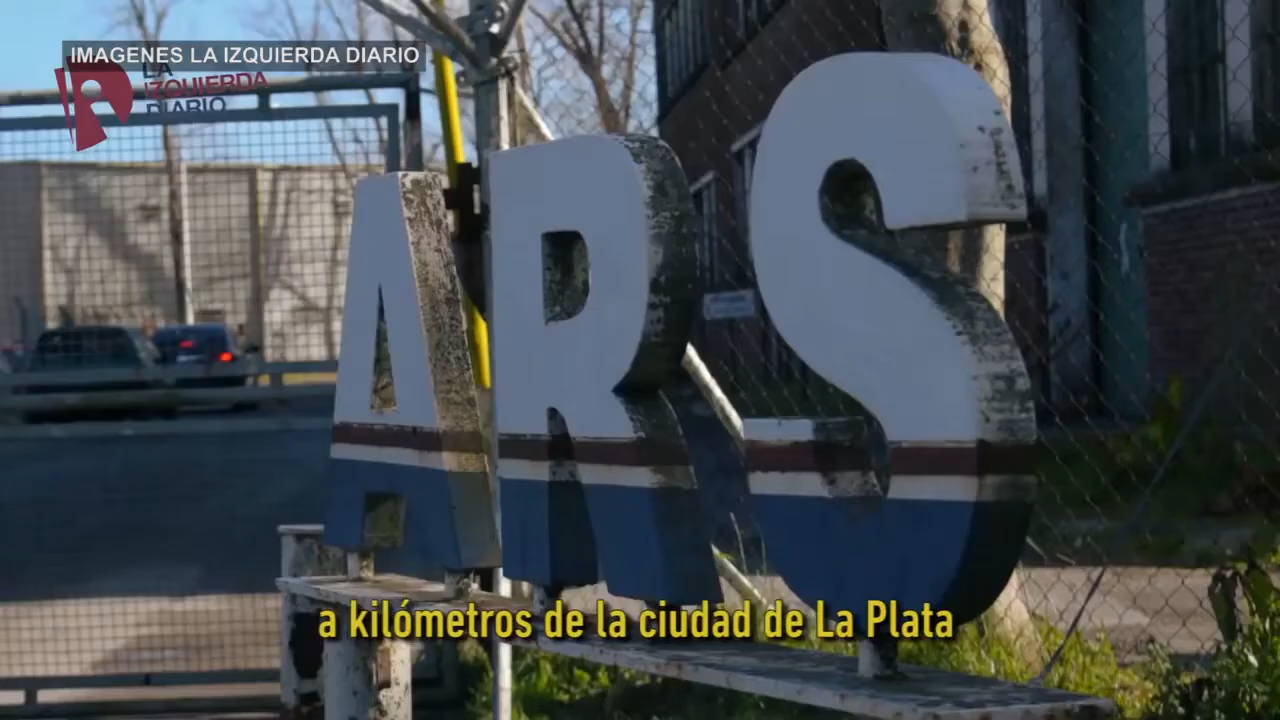 IMAGENES LA IZQUIERDA DIARIO
LA
IZQUIERDA
DIARIO
ARS
a kilómetros de la ciudad de La Plata